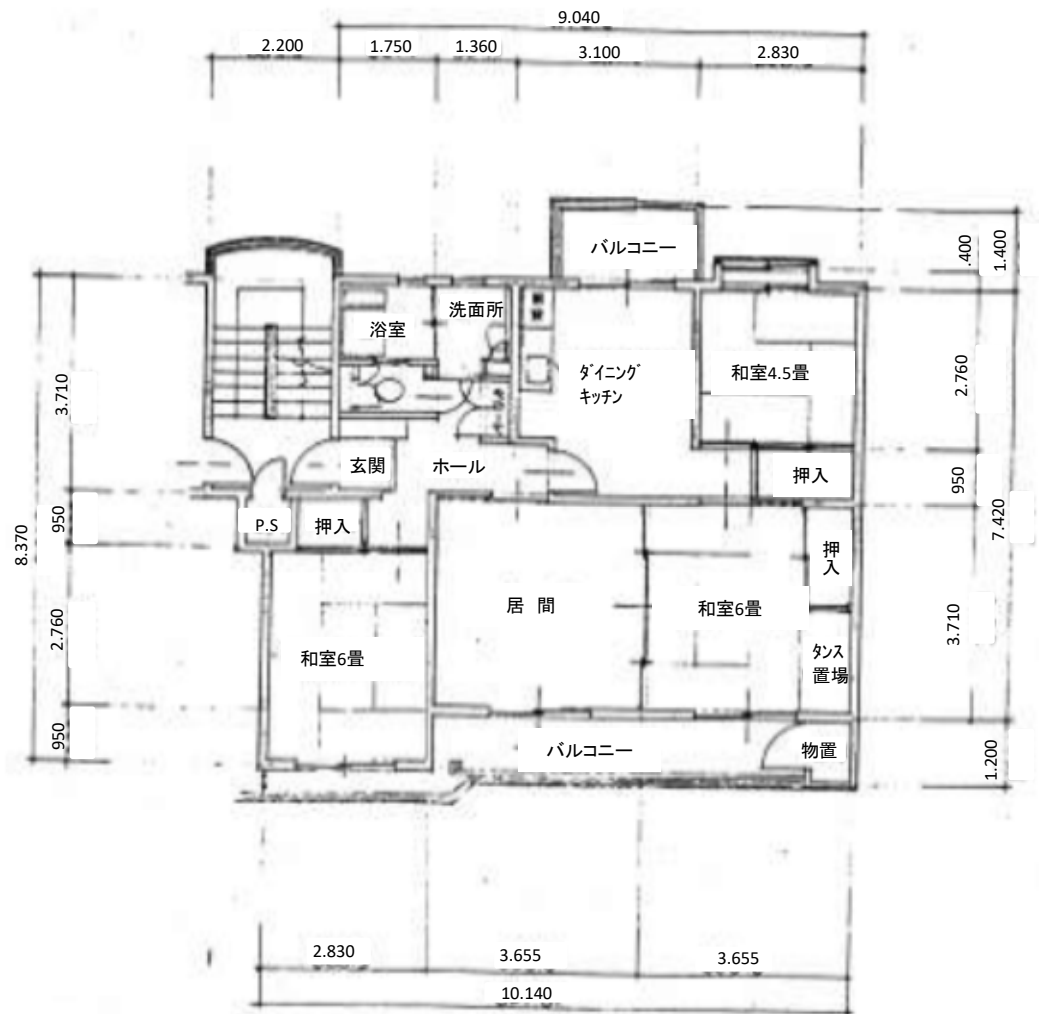 9.040
2.200
1.750
1.360
3.100
2.830
バルコニー
.400
1.400
浴室
洗面所
ﾀﾞｲﾆﾝｸﾞ
ｷｯﾁﾝ
和室4.5畳
3.710
2.760
玄関
ホール
押入
950
950
P.S
押入
押
入
8.370
7.420
居 間
和室6畳
2.760
和室6畳
ﾀﾝｽ
置場
3.710
950
バルコニー
物置
1.200
2.830
3.655
3.655
10.140